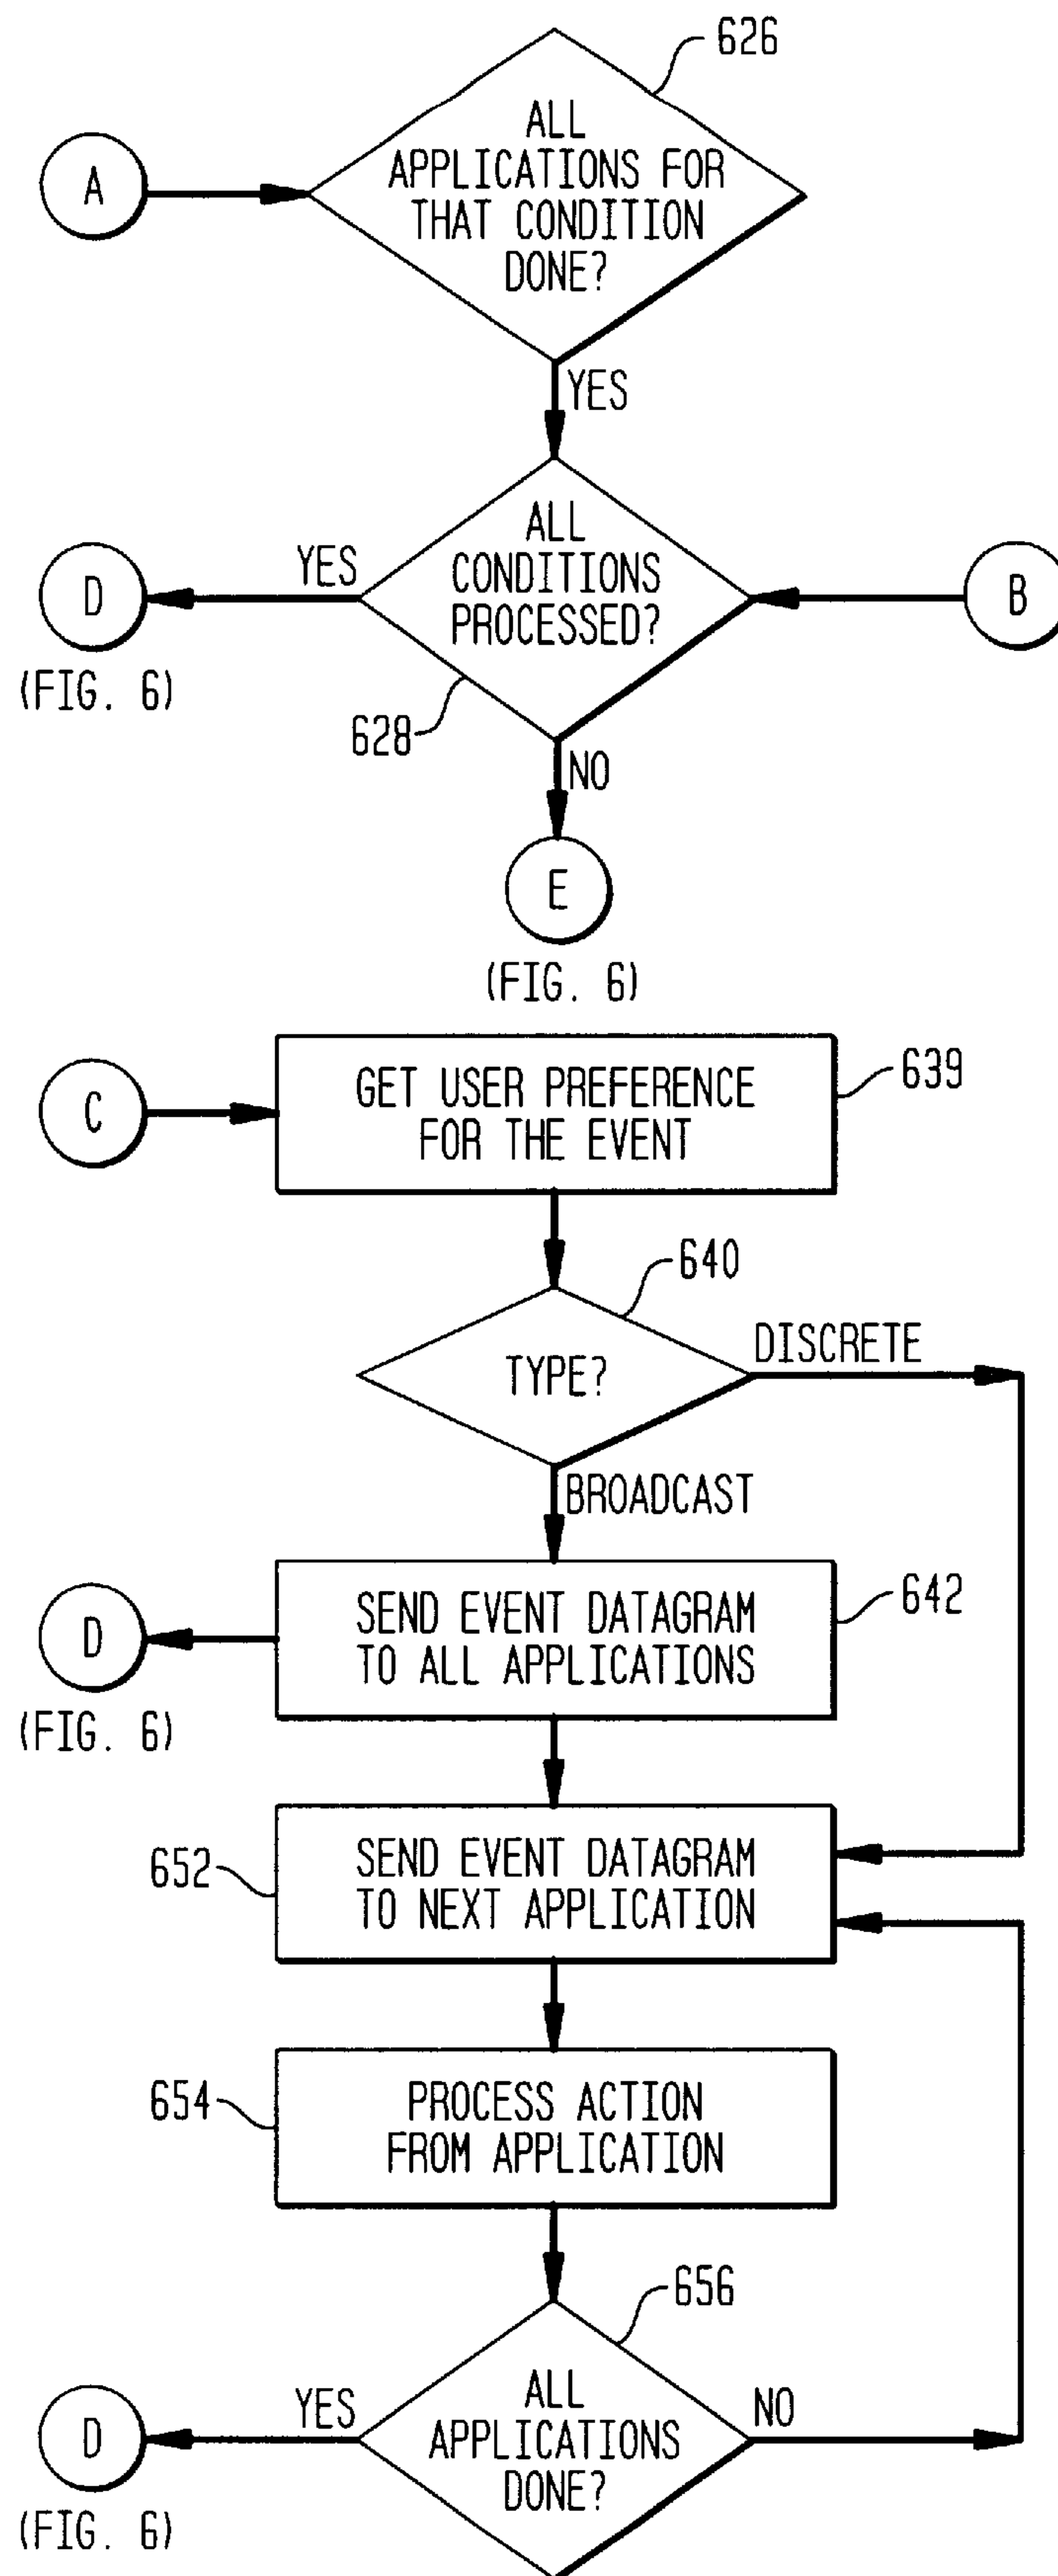 626
ALL
APPLICATIONS FOR
THAT CONDITION
DONE?
A
YES
ALL
CONDITIONS
PROCESSED?
YES
D
(FIG. 6)
B
628
NO
E
(FIG. 6)
C
GET USER PREFERENCE
FOR THE EVENT
639
640
TYPE?
DISCRETE
BROADCAST
SEND EVENT DATAGRAM
TO ALL APPLICATIONS
642
D
(FIG. 6)
652
SEND EVENT DATAGRAM
TO NEXT APPLICATION
654
PROCESS ACTION
FROM APPLICATION
656
ALL
APPLICATIONS
DONE?
YES
NO
D
(FIG. 6)